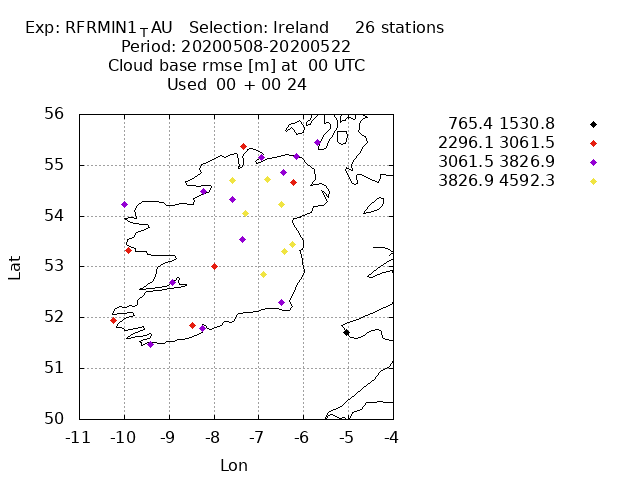 Exp: RFRMIN1┬AU Selection: Ireland 26 stations
Period: 20200508-20200522
Cloud base rmse [m] at 00 UTC
Used 00 + 00 24
765.4 1530.8
2296.1 3061.5
3061.5 3826.9
3826.9 4592.3
56
55
54
53
52
51
50
Lat
-11 -10 -9 -8 -7 -6 -5 -4
Lon